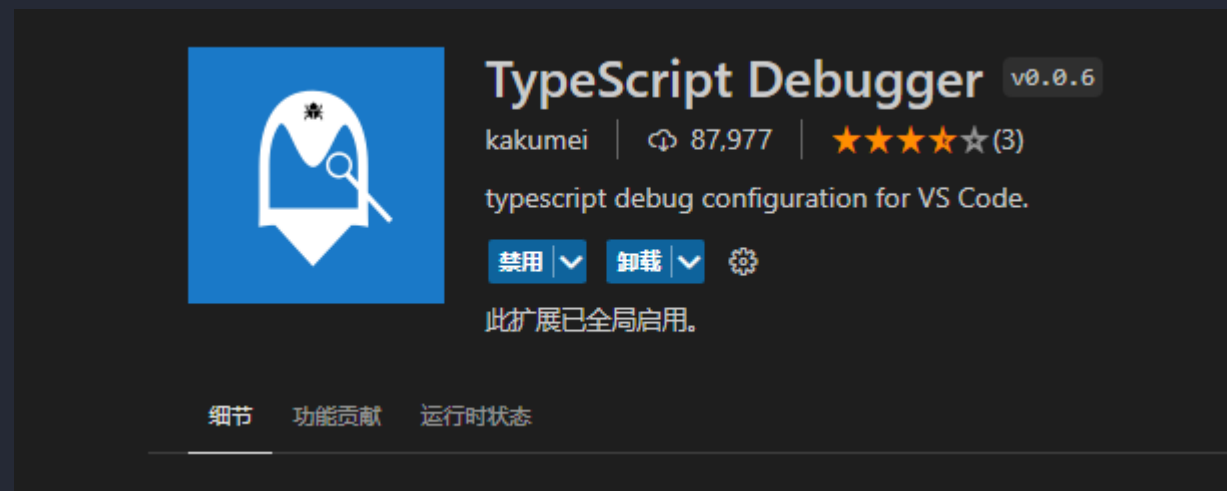 TypeScript Debugger v0.0.6
kakumei 87,977 (3)
typescript debug configuration for VS Code.
禁用 卸载
此扩展已全局启用。
细节 功能贡献 运行时状态